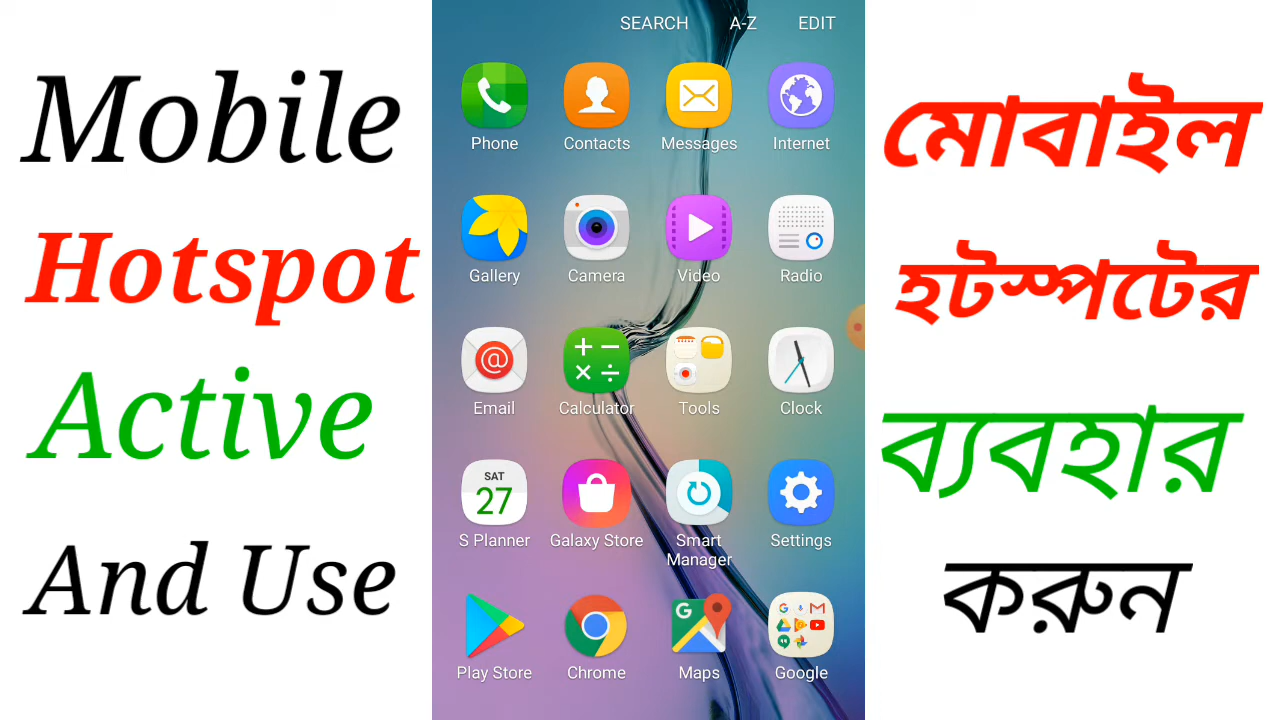 Mobile
Hotspot
Active
And Use
SEARCH A-Z EDIT
Phone Contacts Messages Internet
Gallery Camera Video Radio
Email Calculator Tools Clock
SAT
27
S Planner Galaxy Store Smart Manager Settings
Play Store Chrome Maps Google
মোবাইল
হটস্পটের
ব্যবহার
করুন